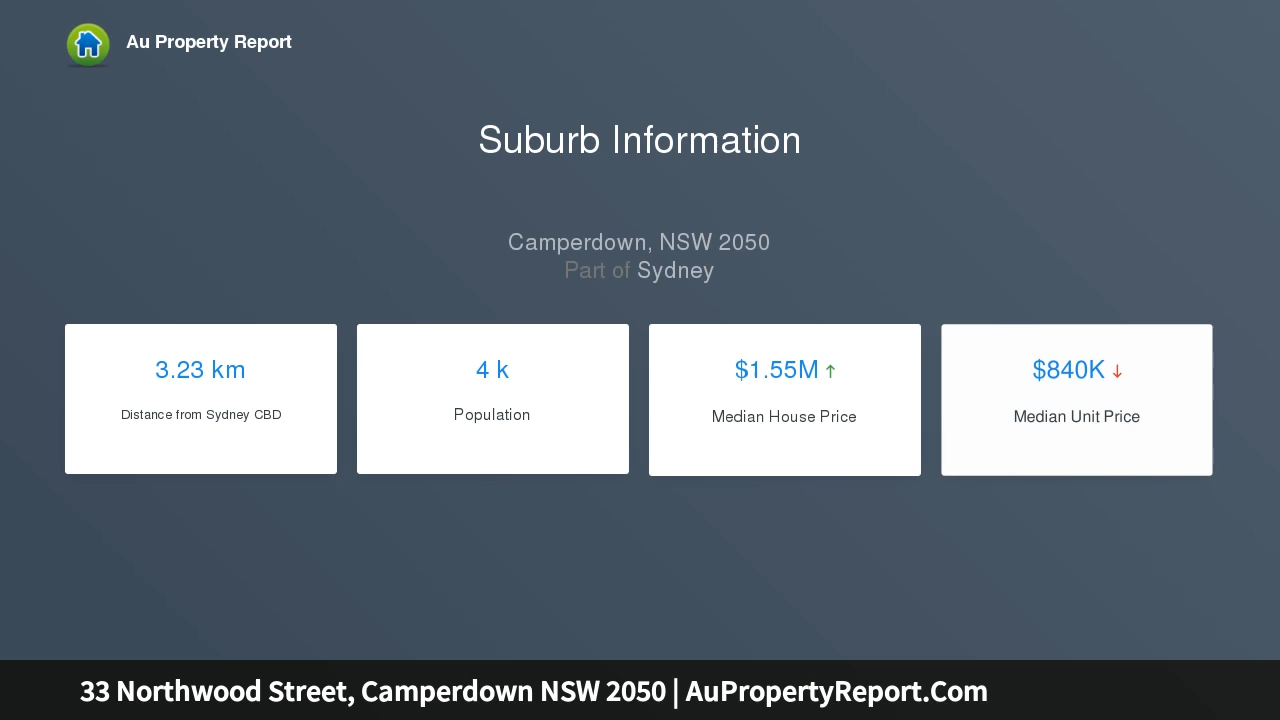 Au Property Report
Suburb Information
Camperdown, NSW 2050
Part of Sydney
3.23 km
Distance from Sydney CBD
4 k
Population
$1.55M ↑
Median House Price
$840K ↓
Median Unit Price
33 Northwood Street, Camperdown NSW 2050 | AuPropertyReport.Com